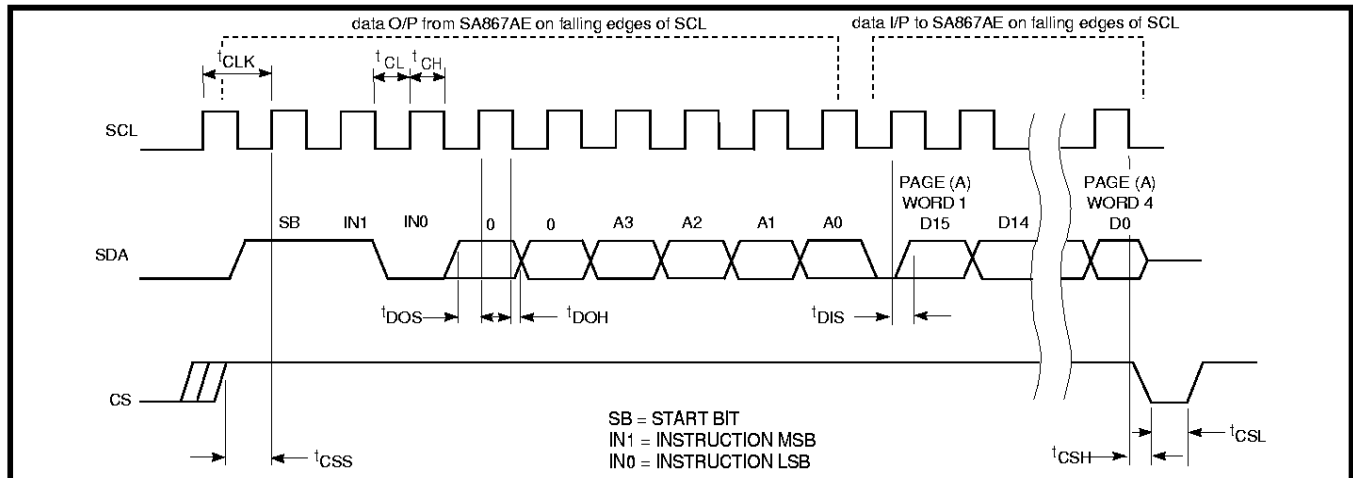 data O/P from SA867AE on falling edges of SCL
data I/P to SA867AE on falling edges of SCL
tCLK
tCL
tCH
SCL
PAGE (A)
WORD 1
PAGE (A)
WORD 4
SB IN1 IN0 0 0 A3 A2 A1 A0 D15 D14 D0
SDA
tDOS
tDOH
tDIS
CS
SB = START BIT
IN1 = INSTRUCTION MSB
IN0 = INSTRUCTION LSB
tCSS
tCSH
tCSL